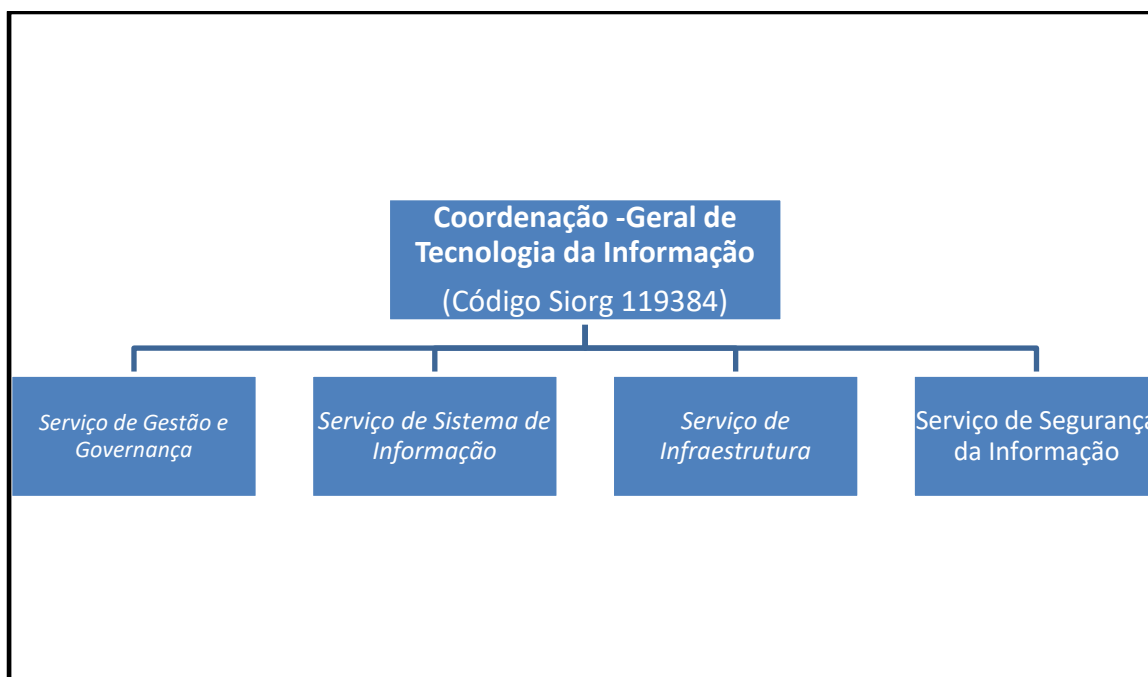 Coordenação -Geral de
Tecnologia da Informação
(Código Siorg 119384)
Serviço de Gestão e
Governança
Serviço de Sistema de
Informação
Serviço de
Infraestrutura
Serviço de Segurança
da Informação